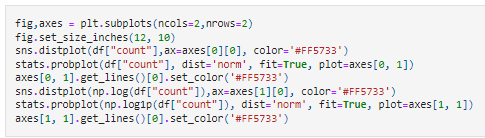 fig,axes = plt.subplots(ncols=2,nrows=2)
fig.set_size_inches(12, 10)
sns.distplot(df["count"],ax=axes[0][0], color='#FF5733')
stats.probplot(df["count"], dist='norm', fit=True, plot=axes[0, 1])
axes[0, 1].get_lines()[0].set_color('#FF5733')
sns.distplot(np.log(df["count"]),ax=axes[1][0], color='#FF5733')
stats.probplot(np.log1p(df["count"]), dist='norm', fit=True, plot=axes[1, 1])
axes[1, 1].get_lines()[0].set_color('#FF5733')